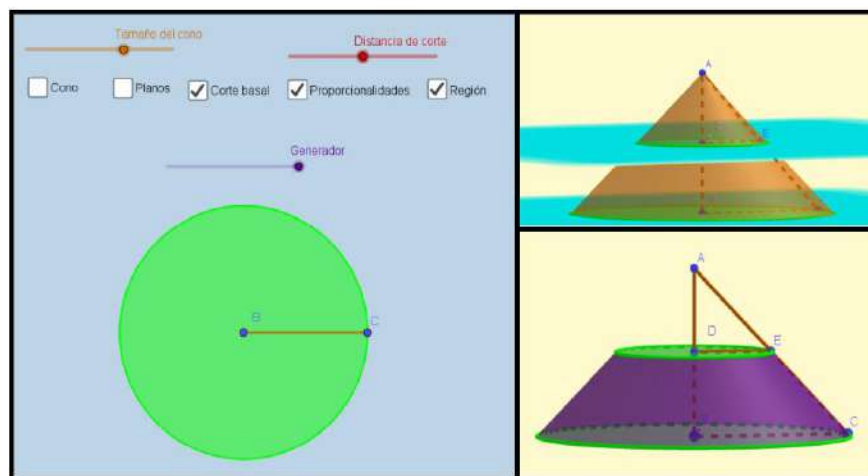 Tamaño del cono
Distancia de corte
Cono
Planos
Corte basal
Proporcionalidades
Región
Generador
B
C
A
E
A
D
E
C